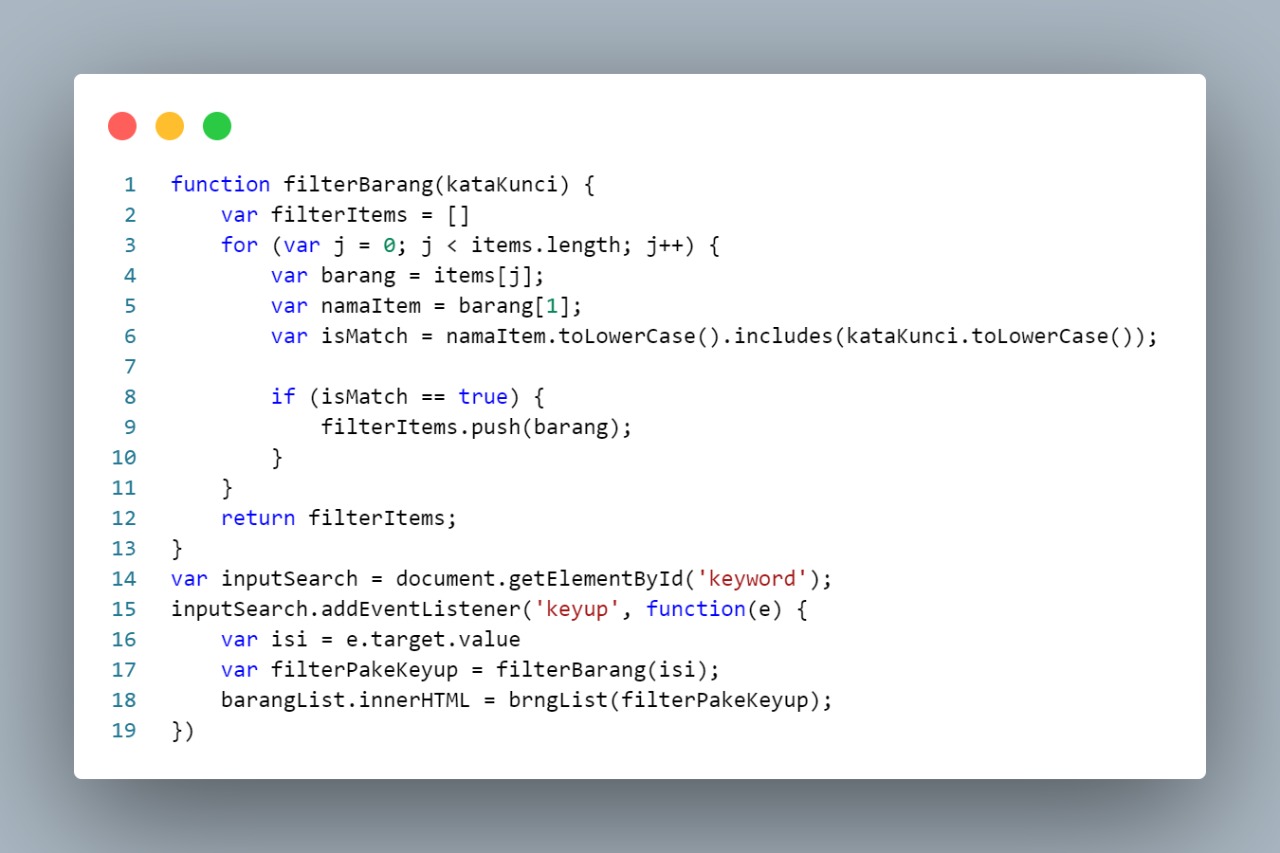 1 function filterBarang(kataKunci) {
2 var filterItems = []
3 for (var j = 0; j < items.length; j++) {
4 var barang = items[j];
5 var namaItem = barang[1];
6 var isMatch = namaItem.toLowerCase().includes(kataKunci.toLowerCase());
7
8 if (isMatch == true) {
9 filterItems.push(barang);
10 }
11 }
12 return filterItems;
13 }
14 var inputSearch = document.getElementById('keyword');
15 inputSearch.addEventListener('keyup', function(e) {
16 var isi = e.target.value
17 var filterPakeKeyup = filterBarang(isi);
18 barangList.innerHTML = brngList(filterPakeKeyup);
19 })